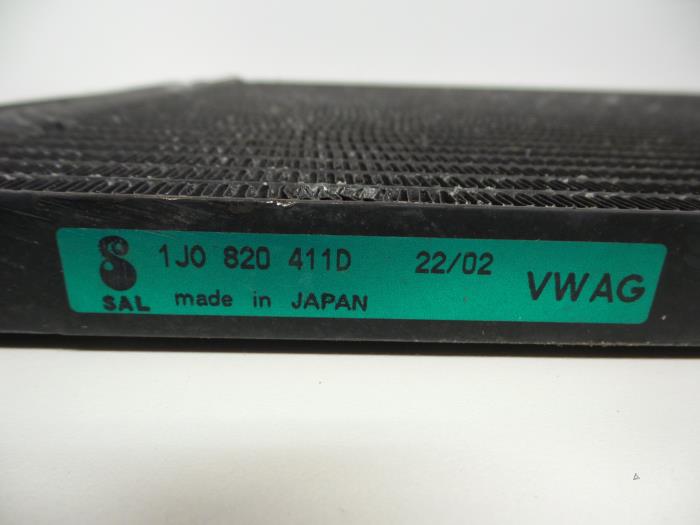 1J0 820 411D 22/02
VWAG
SAL made in JAPAN